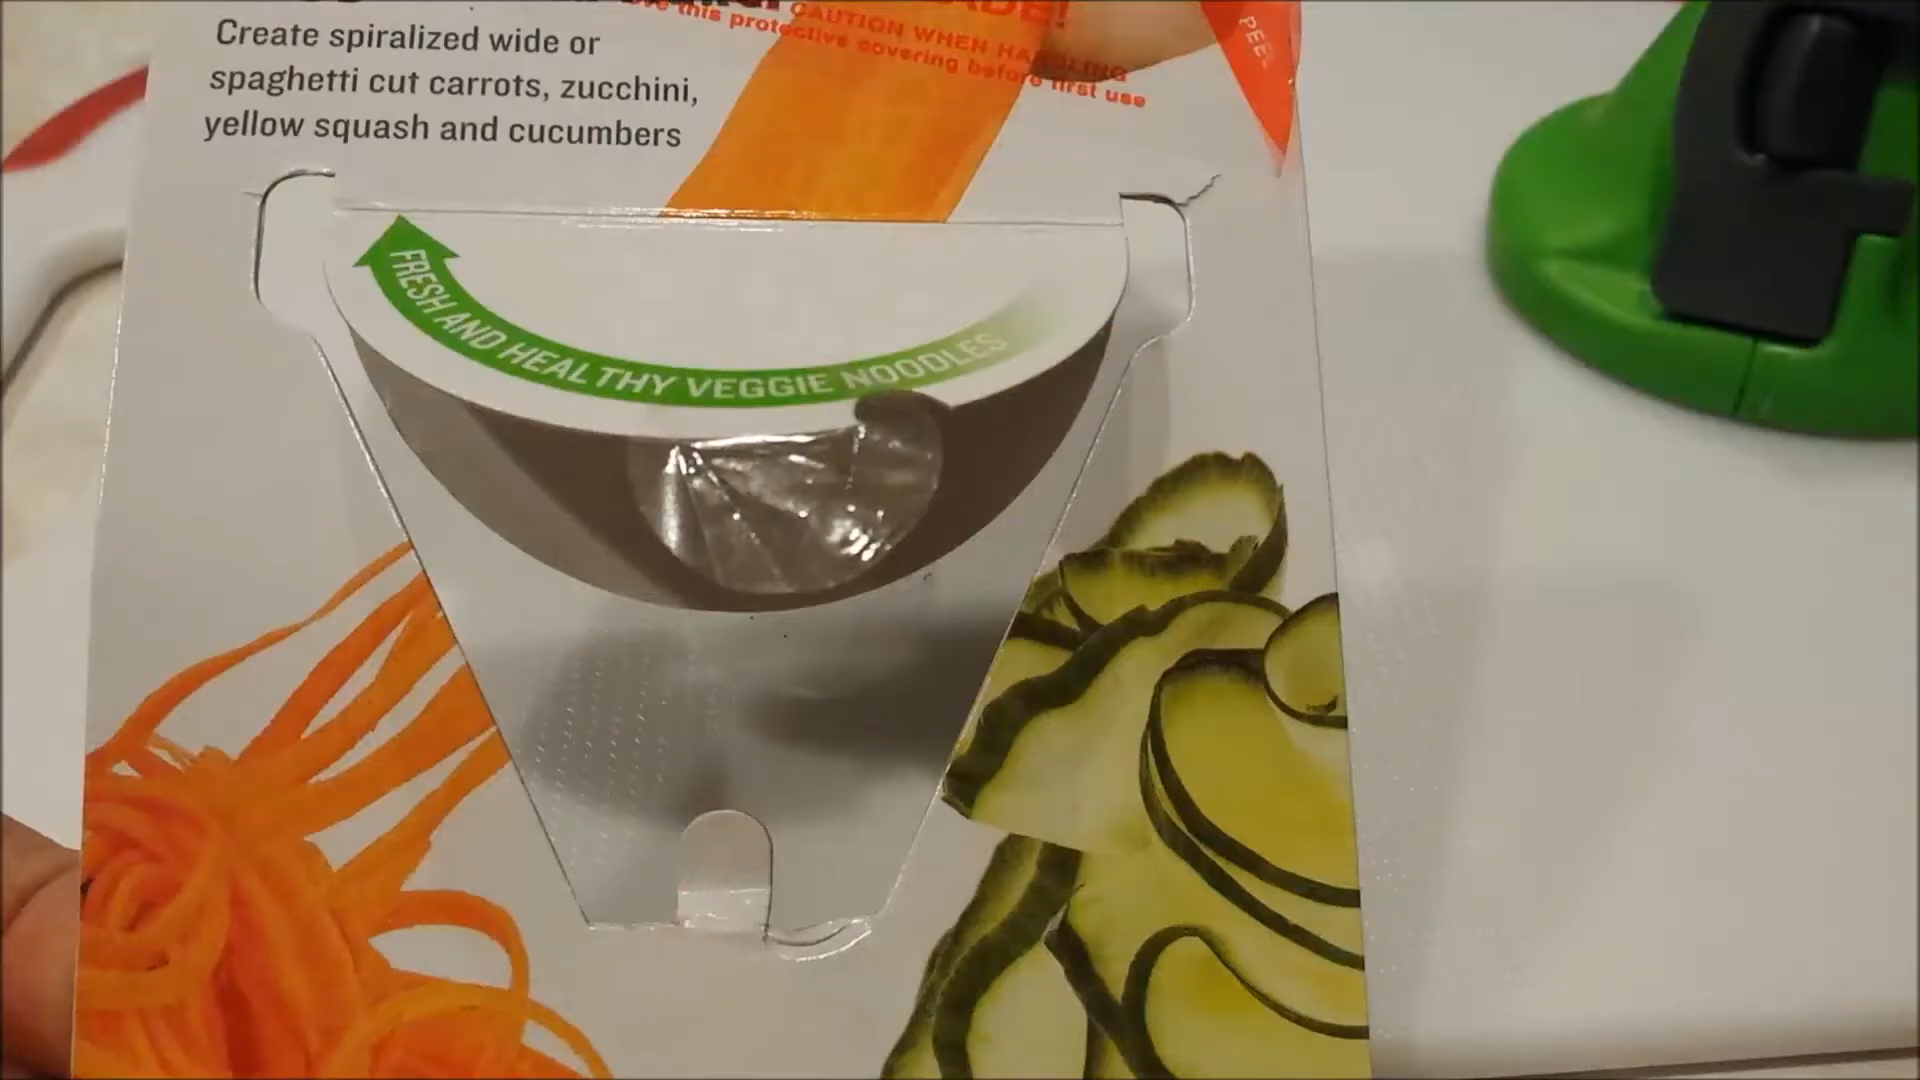 Create spiralized wide or
spaghetti cut carrots, zucchini,
yellow squash and cucumbers
CAUTION WHEN HANDLING
this protective covering before first use
PEEL
FRESH AND HEALTHY VEGGIE NOODLES